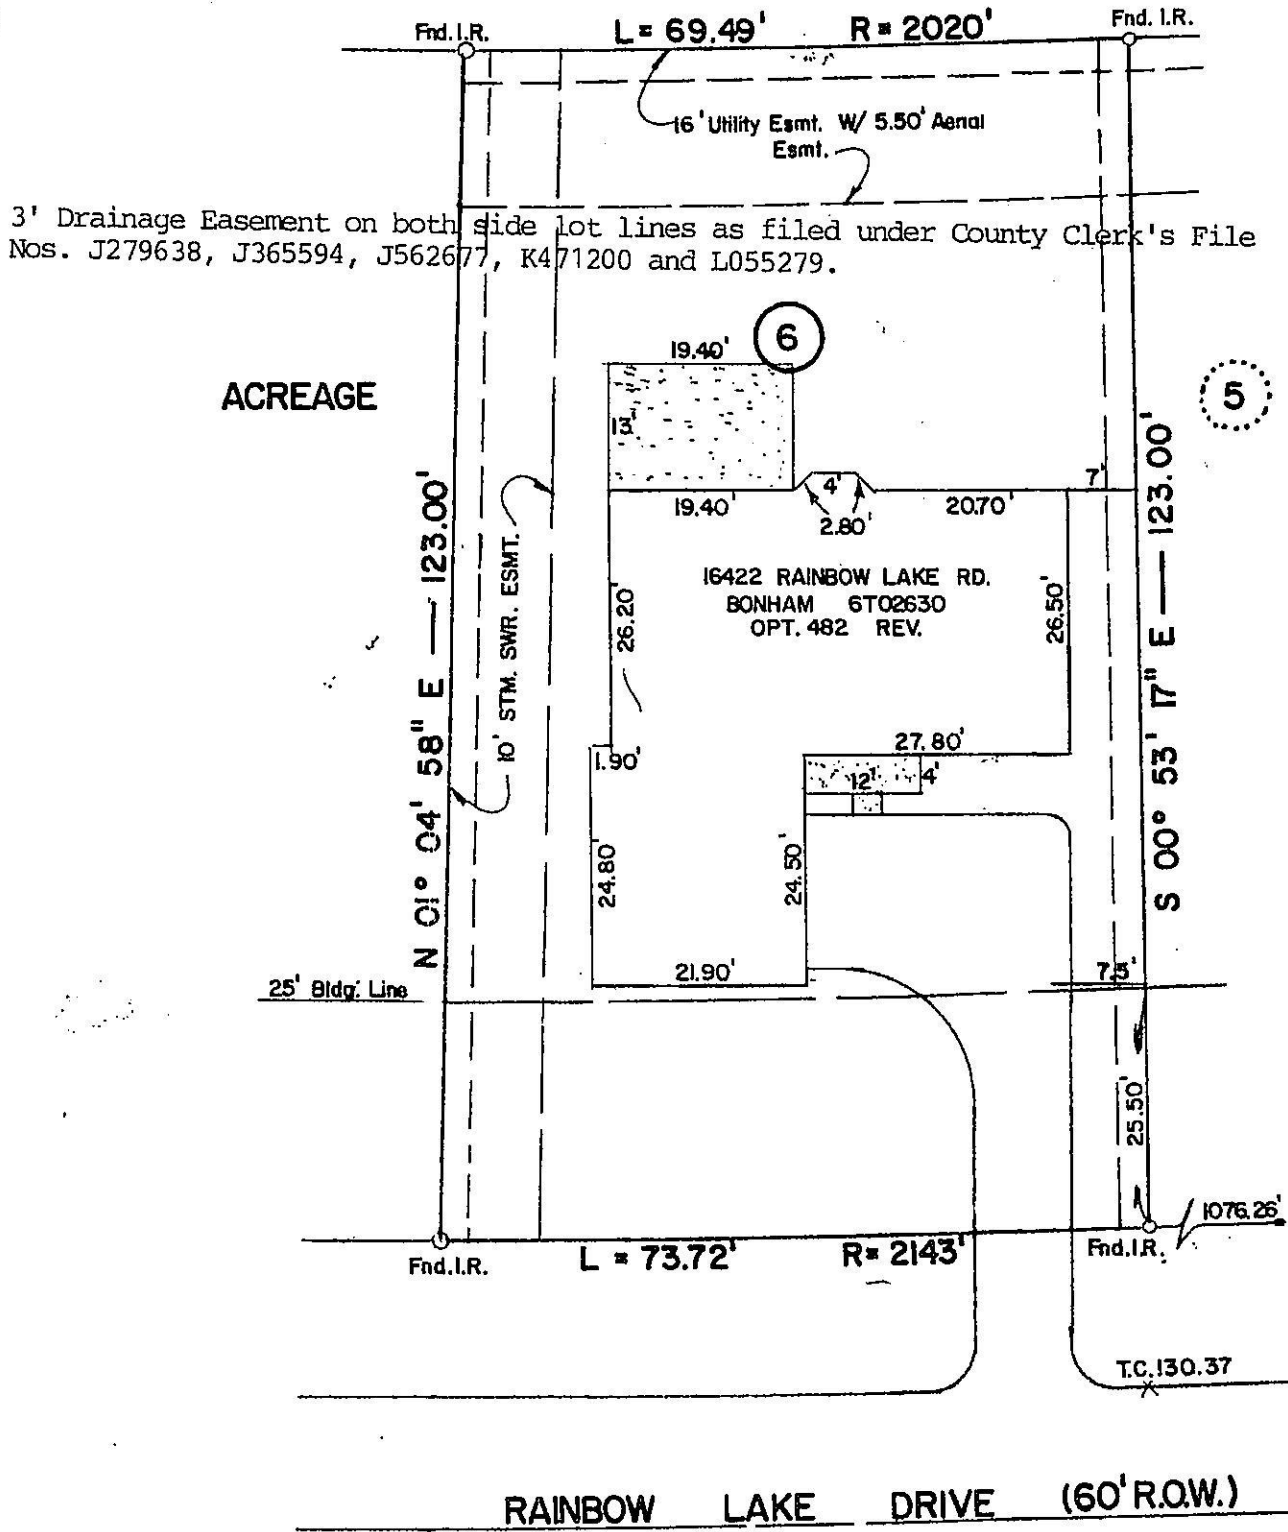 Fnd. I.R.
L = 69.49' R = 2020'
Fnd. I.R.
16' Utility Esmt. W/ 5.50' Aerial
Esmt.
3' Drainage Easement on both side lot lines as filed under County Clerk's File
Nos. J279638, J365594, J562677, K471200 and L055279.
6
19.40'
ACREAGE
5
13'
7'
4'
19.40'
20.70'
2.80'
N 01° 04' 58" E — 123.00'
10' STM. SWR. ESMT.
16422 RAINBOW LAKE RD.
BONHAM 6T02630
OPT. 482 REV.
26.20'
26.50'
S 00° 53' 17" E — 123.00'
27.80'
1.90'
12'
4'
24.80'
24.50'
21.90'
7.5'
25' Bldg. Line
25.50'
1076.26'
Fnd. I.R.
L = 73.72' R = 2143'
Fnd. I.R.
T.C. 130.37
RAINBOW LAKE DRIVE (60' R.O.W.)